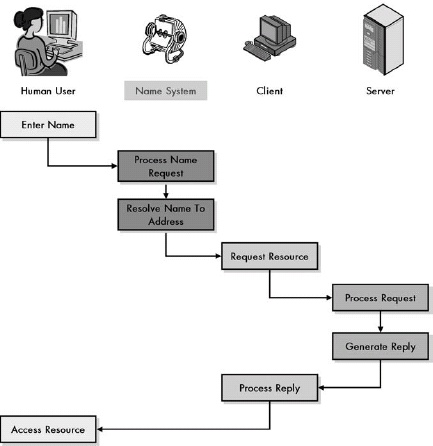 Human User
Name System
Client
Server
Enter Name
Process Name
Request
Resolve Name To
Address
Request Resource
Process Request
Generate Reply
Process Reply
Access Resource